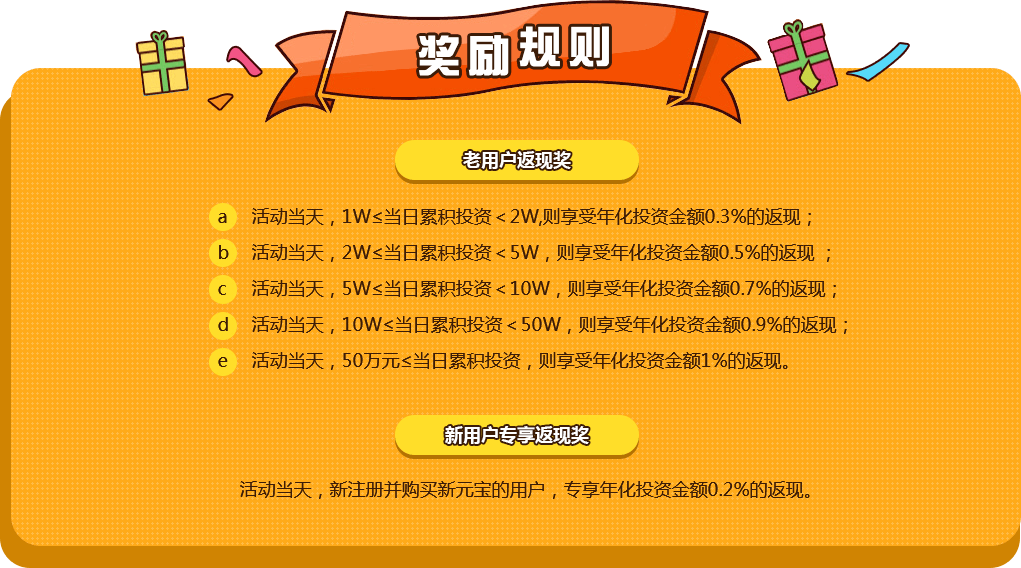 奖励规则
老用户返现奖
a 活动当天，1W≤当日累积投资＜2W,则享受年化投资金额0.3%的返现；
b 活动当天，2W≤当日累积投资＜5W，则享受年化投资金额0.5%的返现 ；
c 活动当天，5W≤当日累积投资＜10W，则享受年化投资金额0.7%的返现；
d 活动当天，10W≤当日累积投资＜50W，则享受年化投资金额0.9%的返现；
e 活动当天，50万元≤当日累积投资，则享受年化投资金额1%的返现。
新用户专享返现奖
活动当天，新注册并购买新元宝的用户，专享年化投资金额0.2%的返现。